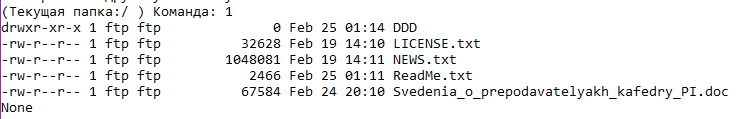 (Текущая папка:/ ) Команда: 1
drwxr-xr-x 1 ftp ftp              0 Feb 25 01:14 DDD
-rw-r--r-- 1 ftp ftp          32628 Feb 19 14:10 LICENSE.txt
-rw-r--r-- 1 ftp ftp        1048081 Feb 19 14:11 NEWS.txt
-rw-r--r-- 1 ftp ftp           2466 Feb 25 01:11 ReadMe.txt
-rw-r--r-- 1 ftp ftp          67584 Feb 24 20:10 Svedenia_o_prepodavatelyakh_kafedry_PI.doc
None